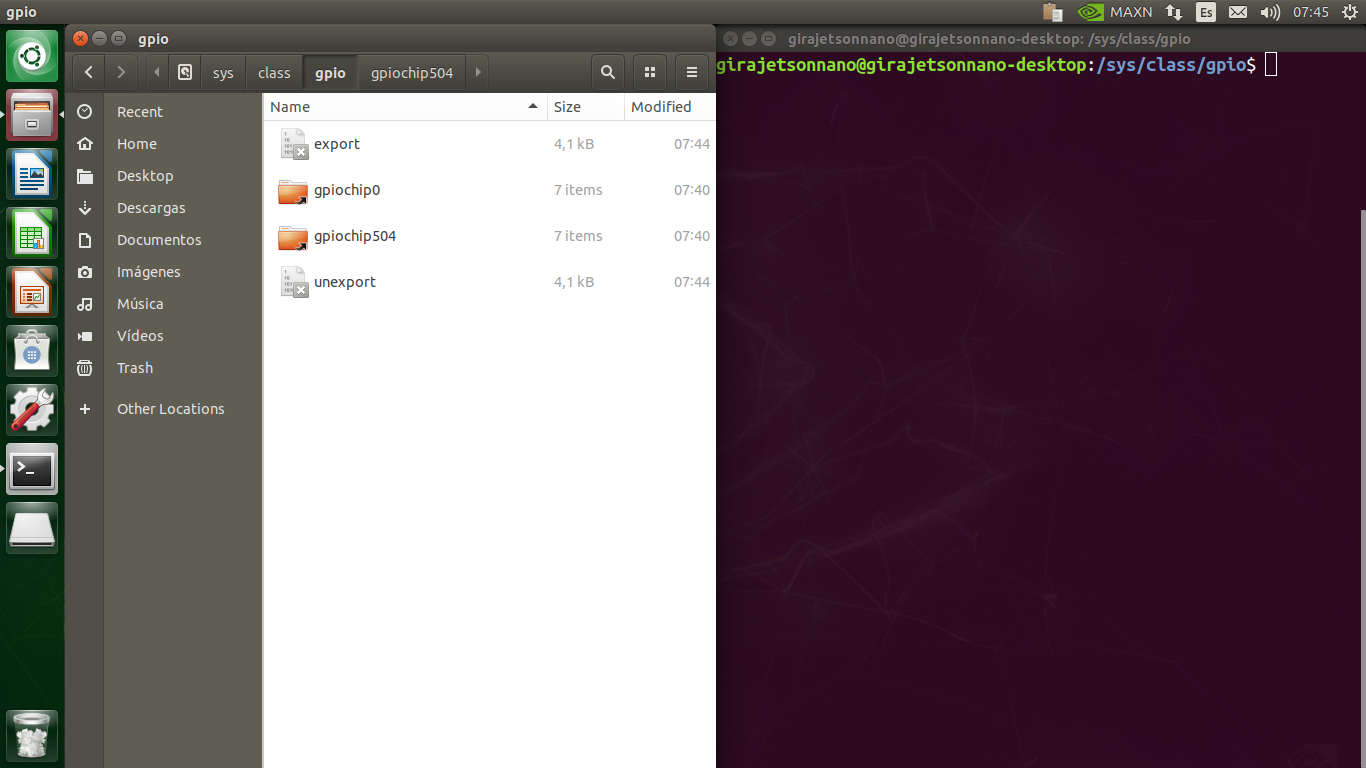 gpio
MAXN
Es
07:45
gpio
sys
class
gpio
gpiochip504
Recent
Home
Desktop
Descargas
Documentos
Imágenes
Música
Vídeos
Trash
Other Locations
Name Size Modified
export 4,1 kB 07:44
gpiochip0 7 items 07:40
gpiochip504 7 items 07:40
unexport 4,1 kB 07:44
girajetsonnano@girajetsonnano-desktop: /sys/class/gpio
girajetsonnano@girajetsonnano-desktop:/sys/class/gpio$